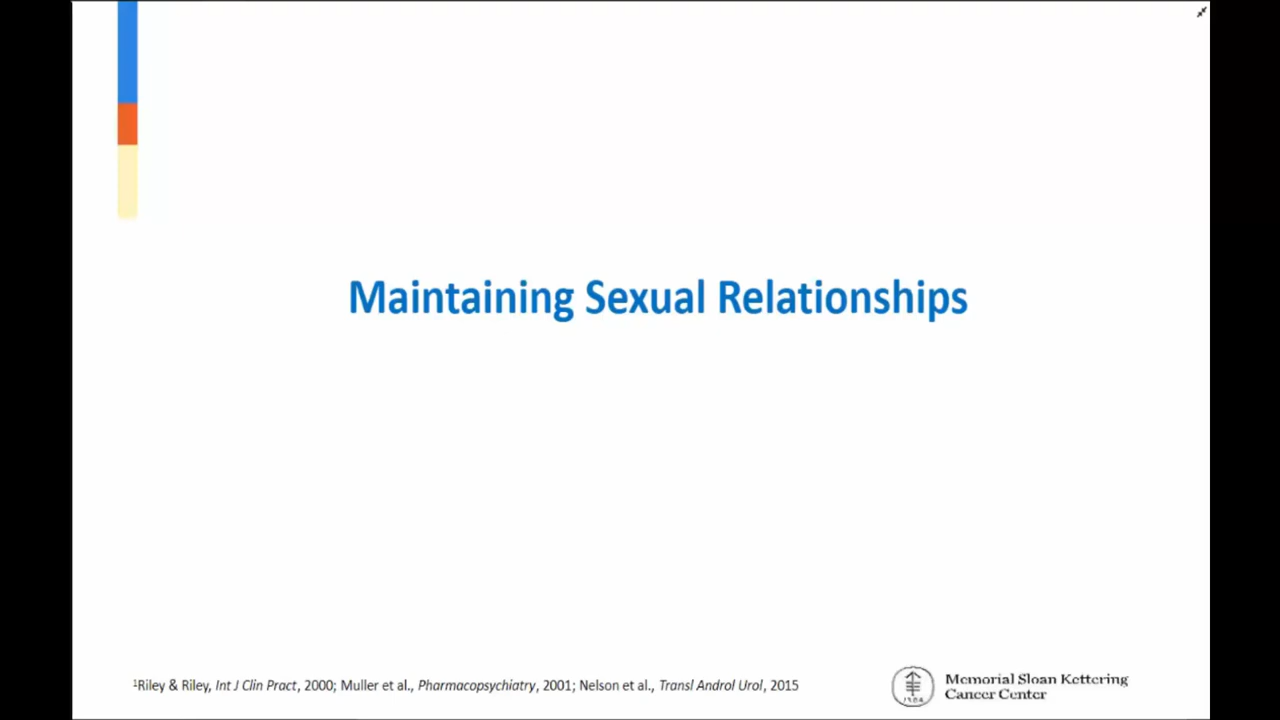 Maintaining Sexual Relationships
¹Riley & Riley, Int J Clin Pract, 2000; Muller et al., Pharmacopsychiatry, 2001; Nelson et al., Transl Androl Urol, 2015
Memorial Sloan Kettering
Cancer Center